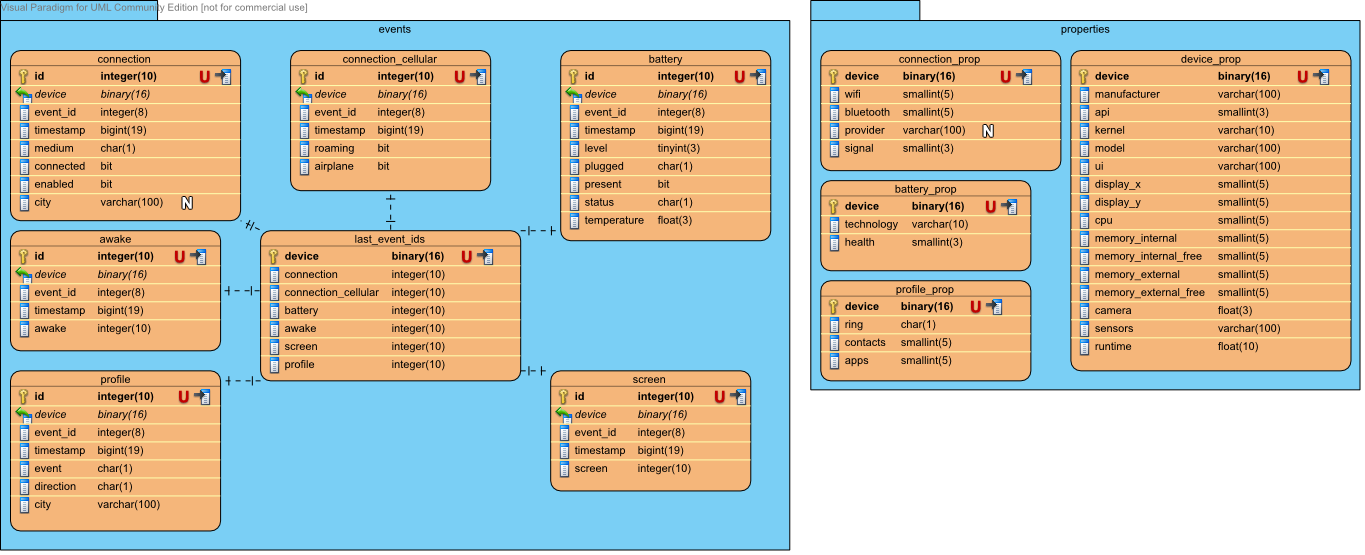 Visual Paradigm for UML Community Edition [not for commercial use]
events
connection
id integer(10) U
device binary(16)
event_id integer(8)
timestamp bigint(19)
medium char(1)
connected bit
enabled bit
city varchar(100) N
connection_cellular
id integer(10) U
device binary(16)
event_id integer(8)
timestamp bigint(19)
roaming bit
airplane bit
battery
id integer(10) U
device binary(16)
event_id integer(8)
timestamp bigint(19)
level tinyint(3)
plugged char(1)
present bit
status char(1)
temperature float(3)
awake
id integer(10) U
device binary(16)
event_id integer(8)
timestamp bigint(19)
awake integer(10)
last_event_ids
device binary(16) U
connection integer(10)
connection_cellular integer(10)
battery integer(10)
awake integer(10)
screen integer(10)
profile integer(10)
profile
id integer(10) U
device binary(16)
event_id integer(8)
timestamp bigint(19)
event char(1)
direction char(1)
city varchar(100)
screen
id integer(10) U
device binary(16)
event_id integer(8)
timestamp bigint(19)
screen integer(10)
properties
connection_prop
device binary(16) U
wifi smallint(5)
bluetooth smallint(5)
provider varchar(100) N
signal smallint(3)
battery_prop
device binary(16) U
technology varchar(10)
health smallint(3)
profile_prop
device binary(16) U
ring char(1)
contacts smallint(5)
apps smallint(5)
device_prop
device binary(16) U
manufacturer varchar(100)
api smallint(3)
kernel varchar(10)
model varchar(100)
ui varchar(100)
display_x smallint(5)
display_y smallint(5)
cpu smallint(5)
memory_internal smallint(5)
memory_internal_free smallint(5)
memory_external smallint(5)
memory_external_free smallint(5)
camera float(3)
sensors varchar(100)
runtime float(10)